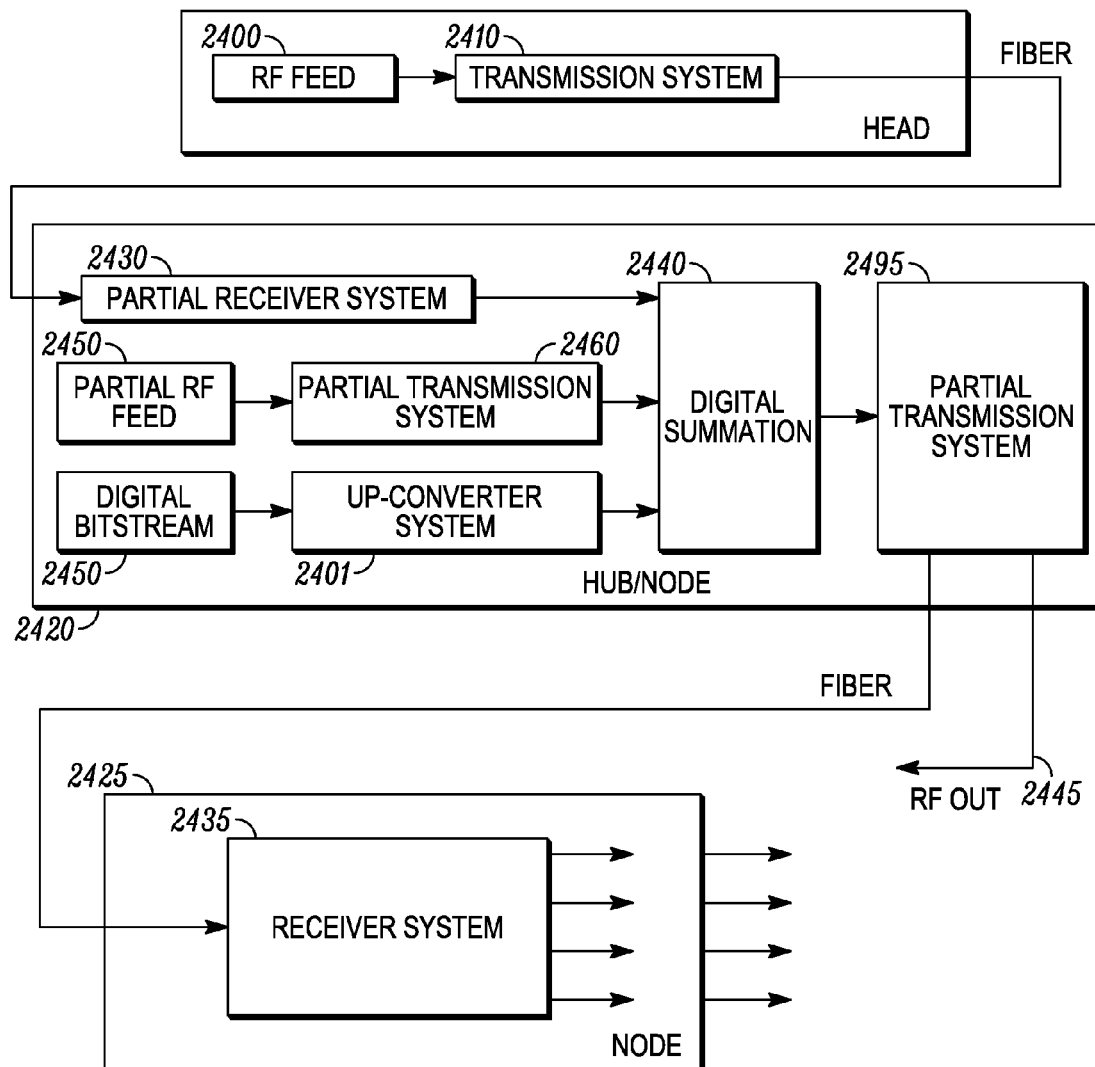 2400
RF FEED
2410
TRANSMISSION SYSTEM
FIBER
HEAD
2430
PARTIAL RECEIVER SYSTEM
2440
2495
2450
PARTIAL RF
FEED
2460
PARTIAL TRANSMISSION
SYSTEM
DIGITAL
SUMMATION
PARTIAL
TRANSMISSION
SYSTEM
DIGITAL
BITSTREAM
2450
UP-CONVERTER
SYSTEM
2401
HUB/NODE
2420
FIBER
RF OUT
2445
2425
2435
RECEIVER SYSTEM
NODE